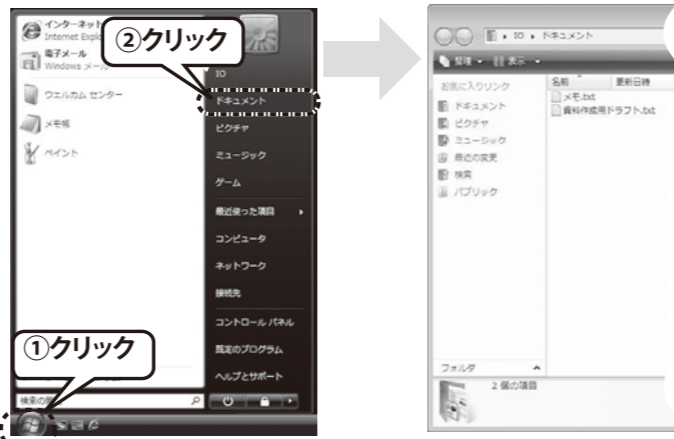 インターネット
Internet Explo
電子メール
Windows メール
ウエルカム センター
メモ帳
ペイント
②クリック
IO
ドキュメント
ピクチャ
ミュージック
ゲーム
最近使った項目
コンピュータ
ネットワーク
接続先
コントロール パネル
既定のプログラム
ヘルプとサポート
①クリック
検索の開
IO ドキュメント
整理 表示
お気に入りリンク
ドキュメント
ピクチャ
ミュージック
最近の変更
検索
パブリック
フォルダ
名前 更新日時
メモ.txt
資料作成用ドラフト.txt
2 個の項目